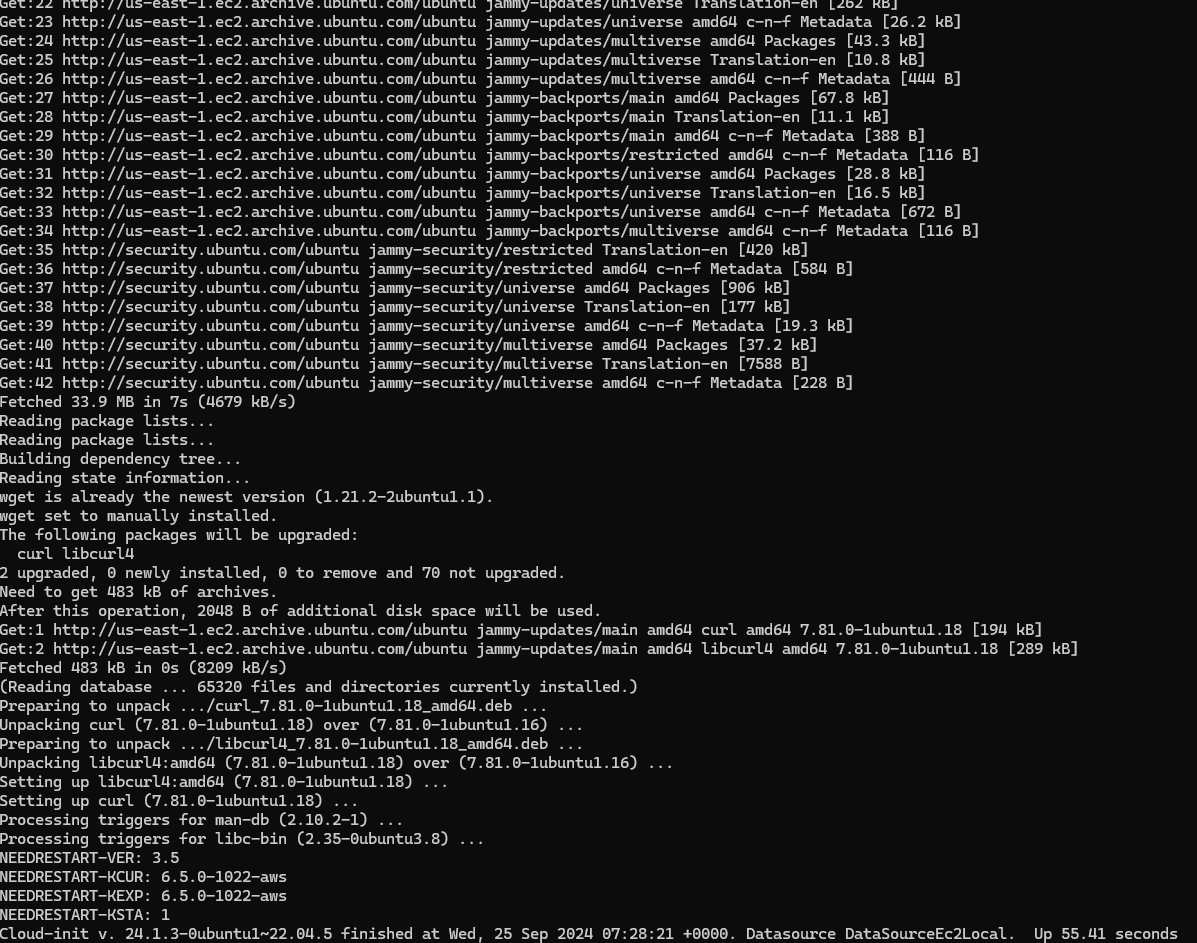 Get:22 http://us-east-1.ec2.archive.ubuntu.com/ubuntu jammy-updates/universe Translation-en [262 kB]
Get:23 http://us-east-1.ec2.archive.ubuntu.com/ubuntu jammy-updates/universe amd64 c-n-f Metadata [26.2 kB]
Get:24 http://us-east-1.ec2.archive.ubuntu.com/ubuntu jammy-updates/multiverse amd64 Packages [43.3 kB]
Get:25 http://us-east-1.ec2.archive.ubuntu.com/ubuntu jammy-updates/multiverse Translation-en [10.8 kB]
Get:26 http://us-east-1.ec2.archive.ubuntu.com/ubuntu jammy-updates/multiverse amd64 c-n-f Metadata [444 B]
Get:27 http://us-east-1.ec2.archive.ubuntu.com/ubuntu jammy-backports/main amd64 Packages [67.8 kB]
Get:28 http://us-east-1.ec2.archive.ubuntu.com/ubuntu jammy-backports/main Translation-en [11.1 kB]
Get:29 http://us-east-1.ec2.archive.ubuntu.com/ubuntu jammy-backports/main amd64 c-n-f Metadata [388 B]
Get:30 http://us-east-1.ec2.archive.ubuntu.com/ubuntu jammy-backports/restricted amd64 c-n-f Metadata [116 B]
Get:31 http://us-east-1.ec2.archive.ubuntu.com/ubuntu jammy-backports/universe amd64 Packages [28.8 kB]
Get:32 http://us-east-1.ec2.archive.ubuntu.com/ubuntu jammy-backports/universe Translation-en [16.5 kB]
Get:33 http://us-east-1.ec2.archive.ubuntu.com/ubuntu jammy-backports/universe amd64 c-n-f Metadata [672 B]
Get:34 http://us-east-1.ec2.archive.ubuntu.com/ubuntu jammy-backports/multiverse amd64 c-n-f Metadata [116 B]
Get:35 http://security.ubuntu.com/ubuntu jammy-security/restricted Translation-en [420 kB]
Get:36 http://security.ubuntu.com/ubuntu jammy-security/restricted amd64 c-n-f Metadata [584 B]
Get:37 http://security.ubuntu.com/ubuntu jammy-security/universe amd64 Packages [906 kB]
Get:38 http://security.ubuntu.com/ubuntu jammy-security/universe Translation-en [177 kB]
Get:39 http://security.ubuntu.com/ubuntu jammy-security/universe amd64 c-n-f Metadata [19.3 kB]
Get:40 http://security.ubuntu.com/ubuntu jammy-security/multiverse amd64 Packages [37.2 kB]
Get:41 http://security.ubuntu.com/ubuntu jammy-security/multiverse Translation-en [7588 B]
Get:42 http://security.ubuntu.com/ubuntu jammy-security/multiverse amd64 c-n-f Metadata [228 B]
Fetched 33.9 MB in 7s (4679 kB/s)
Reading package lists...
Reading package lists...
Building dependency tree...
Reading state information...
wget is already the newest version (1.21.2-2ubuntu1.1).
wget set to manually installed.
The following packages will be upgraded:
  curl libcurl4
2 upgraded, 0 newly installed, 0 to remove and 70 not upgraded.
Need to get 483 kB of archives.
After this operation, 2048 B of additional disk space will be used.
Get:1 http://us-east-1.ec2.archive.ubuntu.com/ubuntu jammy-updates/main amd64 curl amd64 7.81.0-1ubuntu1.18 [194 kB]
Get:2 http://us-east-1.ec2.archive.ubuntu.com/ubuntu jammy-updates/main amd64 libcurl4 amd64 7.81.0-1ubuntu1.18 [289 kB]
Fetched 483 kB in 0s (8209 kB/s)
(Reading database ... 65320 files and directories currently installed.)
Preparing to unpack .../curl_7.81.0-1ubuntu1.18_amd64.deb ...
Unpacking curl (7.81.0-1ubuntu1.18) over (7.81.0-1ubuntu1.16) ...
Preparing to unpack .../libcurl4_7.81.0-1ubuntu1.18_amd64.deb ...
Unpacking libcurl4:amd64 (7.81.0-1ubuntu1.18) over (7.81.0-1ubuntu1.16) ...
Setting up libcurl4:amd64 (7.81.0-1ubuntu1.18) ...
Setting up curl (7.81.0-1ubuntu1.18) ...
Processing triggers for man-db (2.10.2-1) ...
Processing triggers for libc-bin (2.35-0ubuntu3.8) ...
NEEDRESTART-VER: 3.5
NEEDRESTART-KCUR: 6.5.0-1022-aws
NEEDRESTART-KEXP: 6.5.0-1022-aws
NEEDRESTART-KSTA: 1
Cloud-init v. 24.1.3-0ubuntu1~22.04.5 finished at Wed, 25 Sep 2024 07:28:21 +0000. Datasource DataSourceEc2Local.  Up 55.41 seconds